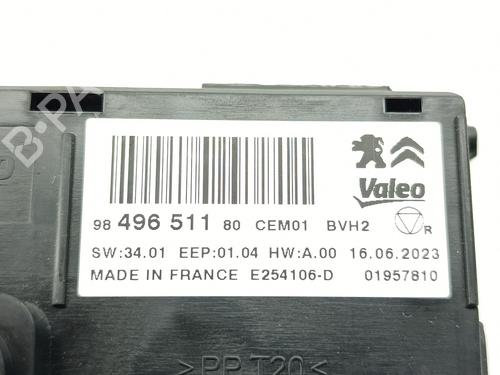 B-PA
Valeo
98 496 511 80 CEM01 BVH2 R
SW:34.01 EEP:01.04 HW:A.00 16.06.2023
MADE IN FRANCE E254106-D 01957810
>PP T20<